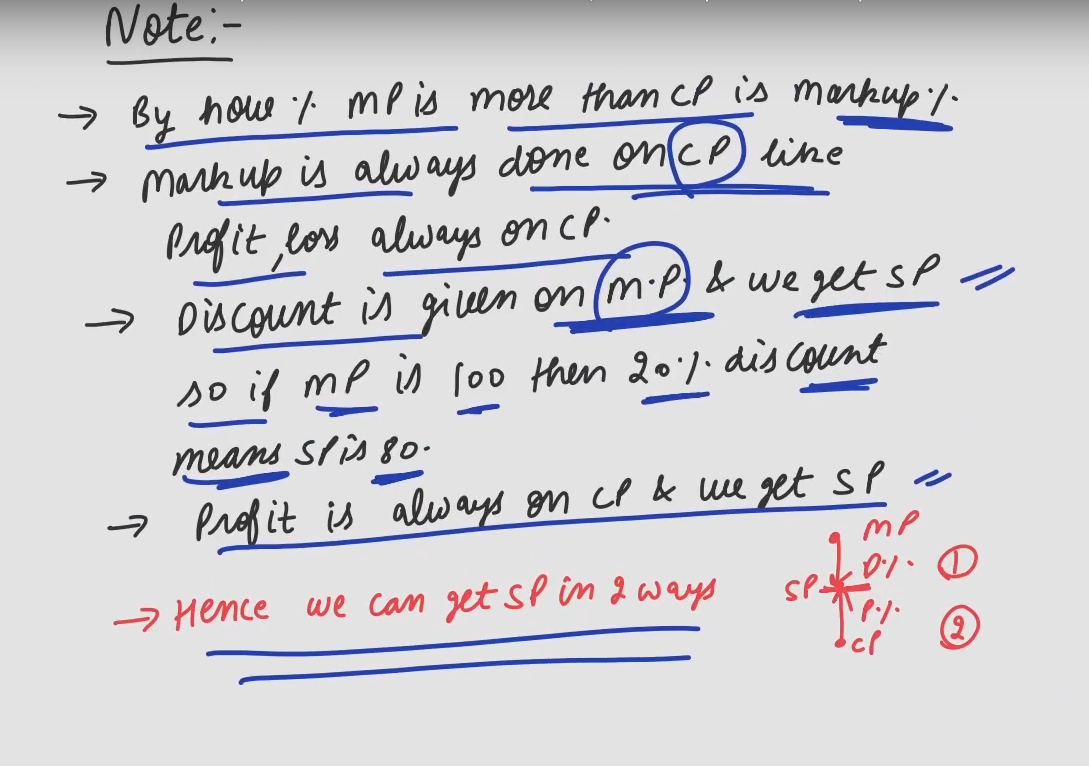 Note:-
→ By how % MP is more than CP is markup %.
→ Markup is always done on CP like
Profit, loss always on CP.
→ Discount is given on M.P. & we get SP
so if MP is 100 then 20% discount
means SP is 80.
→ Profit is always on CP & we get SP
→ Hence we can get SP in 2 ways
MP
D%. ①
SP
P%. ②
CP